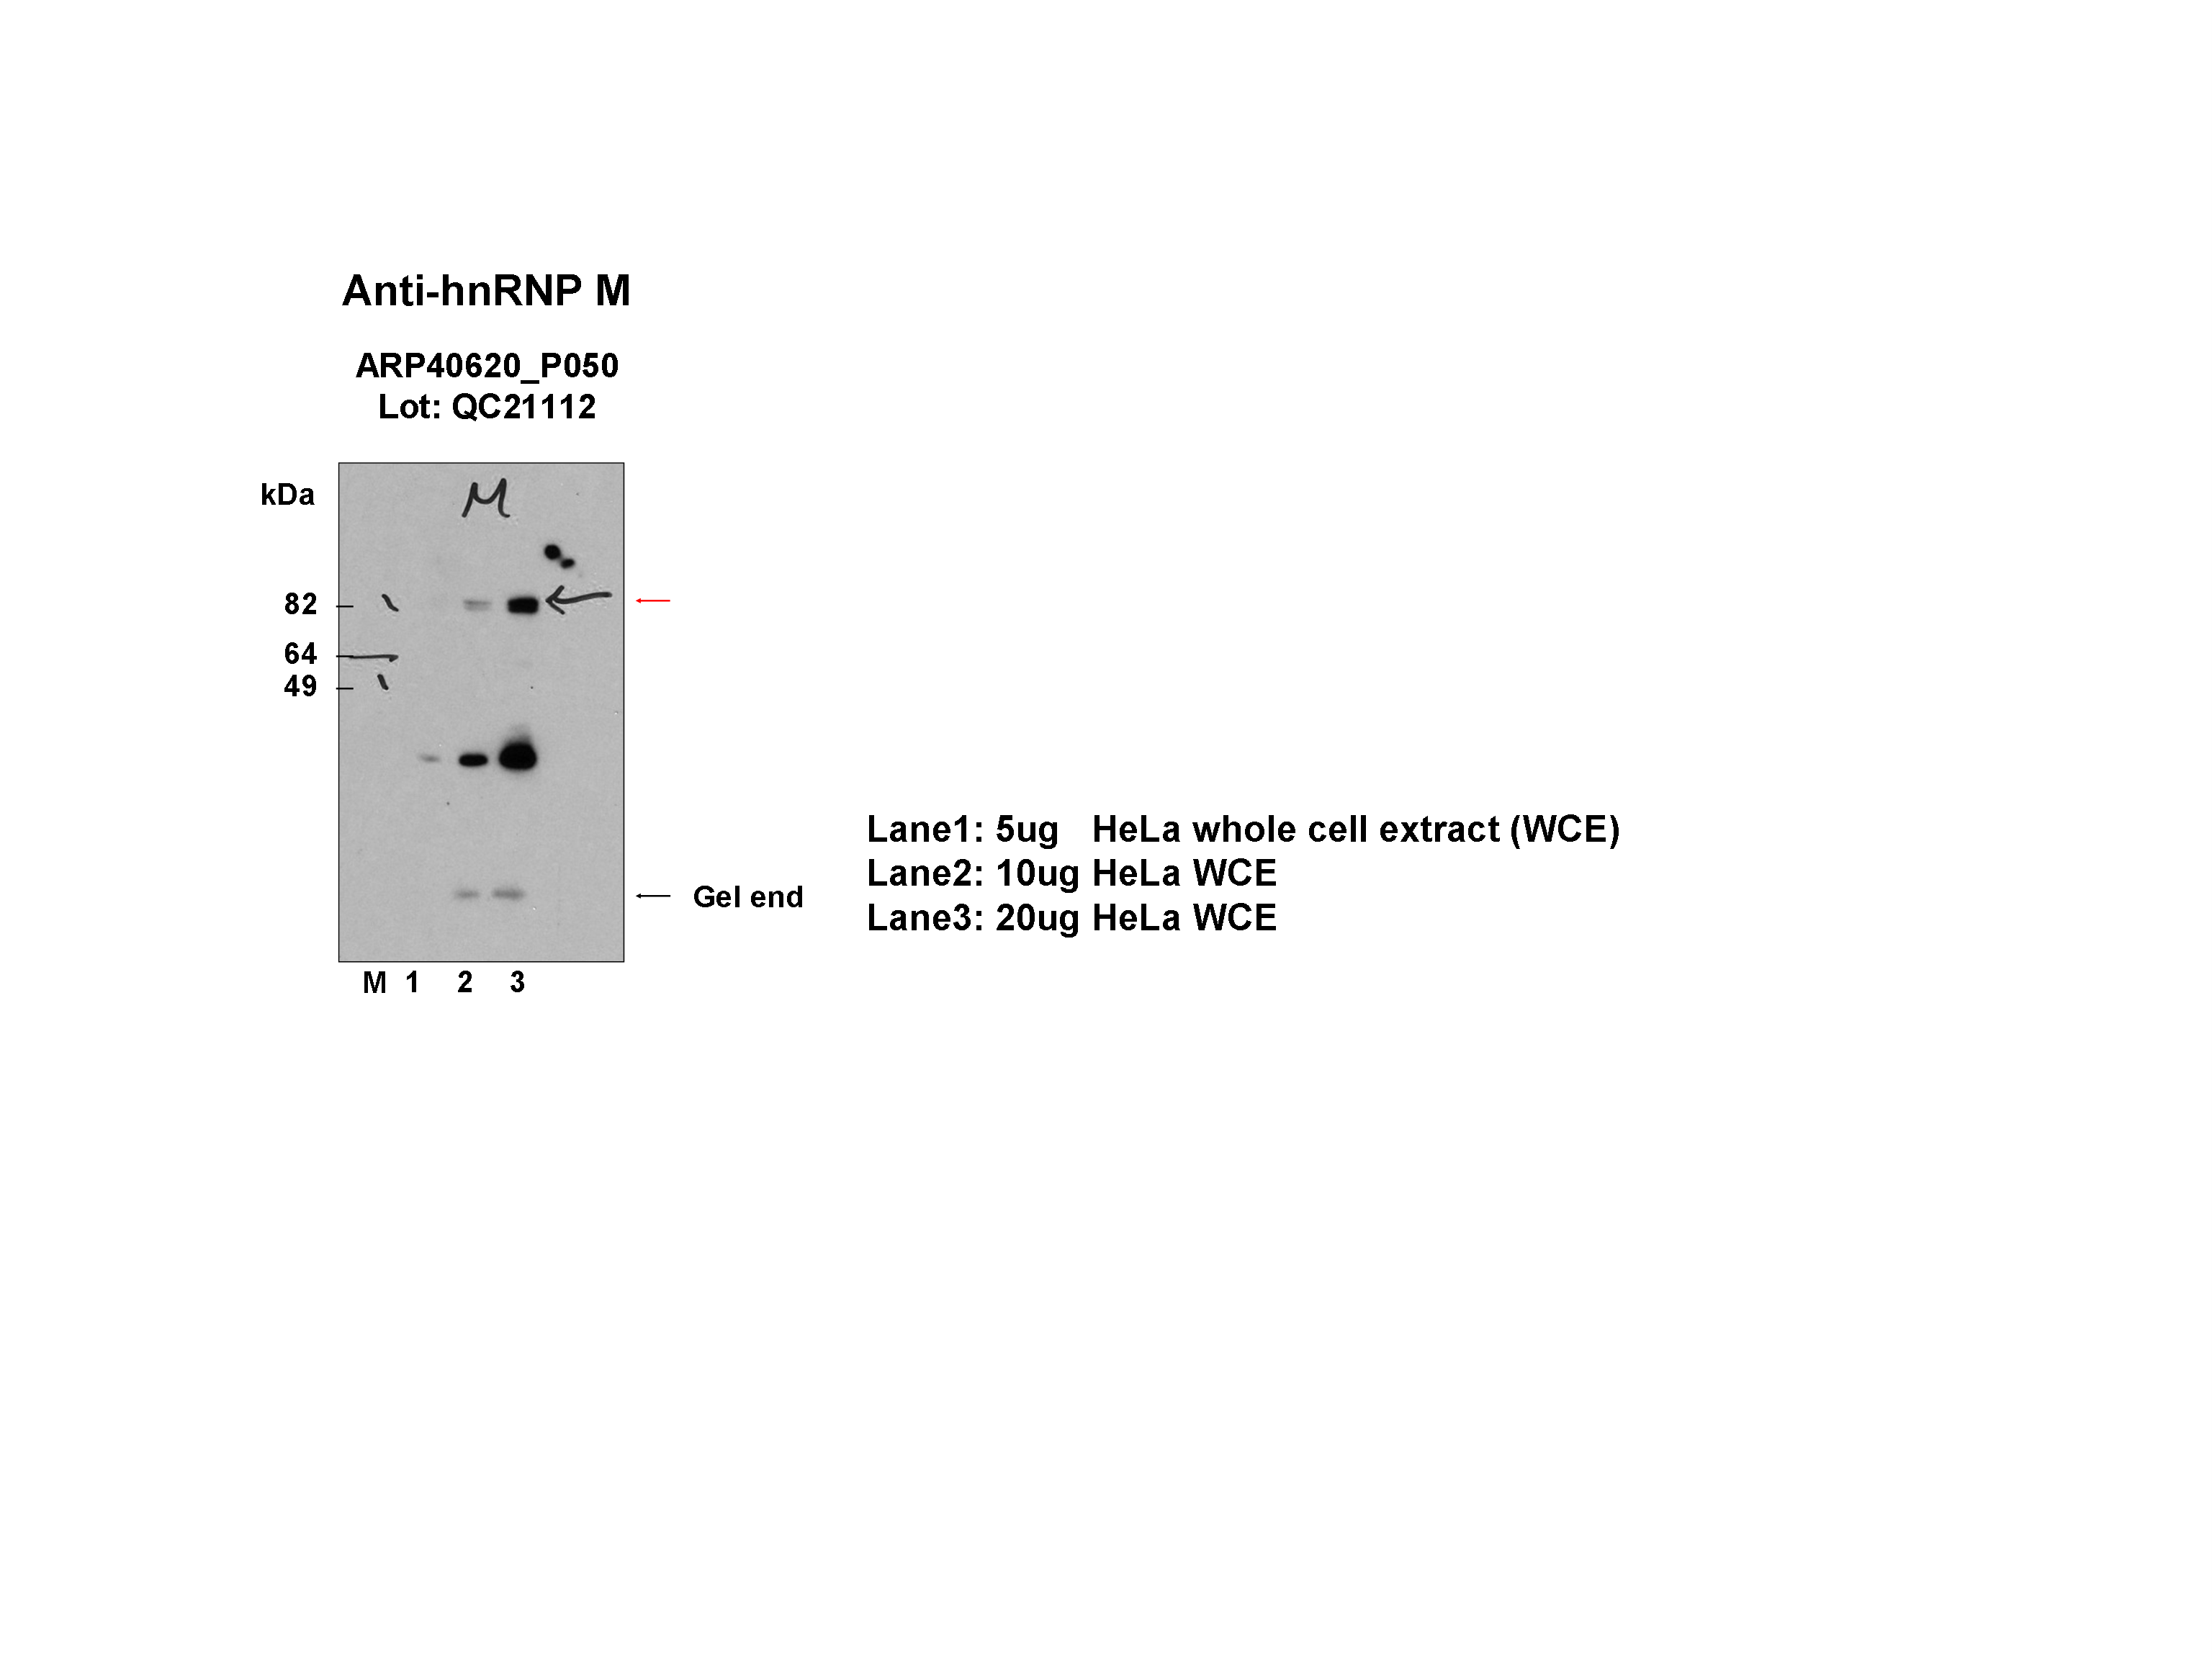 Anti-hnRNP M
ARP40620_P050
Lot: QC21112
kDa
M
82
64
49
Gel end
M 1 2 3
Lane1: 5ug HeLa whole cell extract (WCE)
Lane2: 10ug HeLa WCE
Lane3: 20ug HeLa WCE